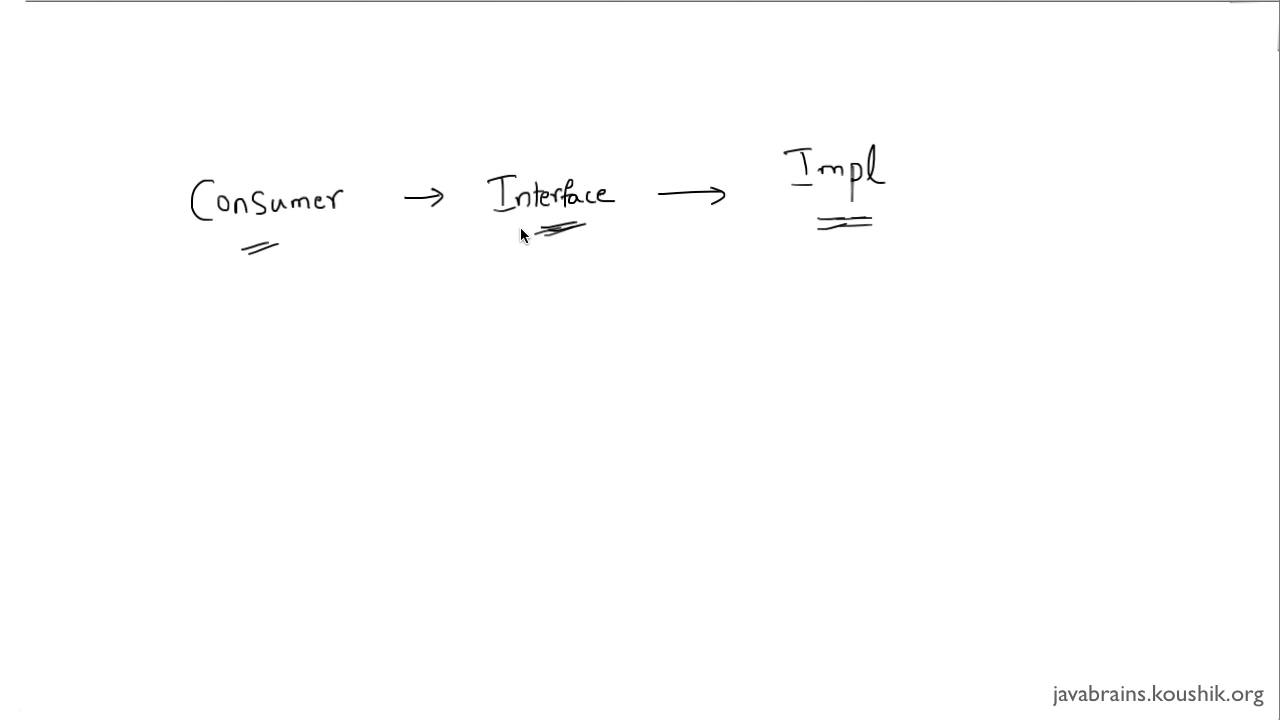 Consumer → Interface → Impl
javabrains.koushik.org